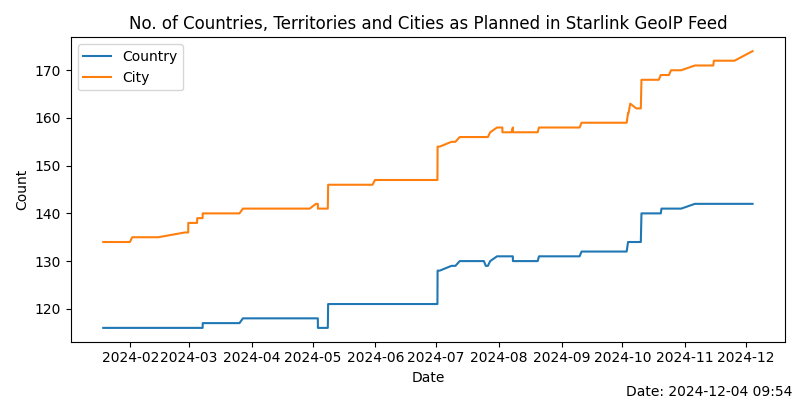 No. of Countries, Territories and Cities as Planned in Starlink GeoIP Feed
Country
City
Count
170
160
150
140
130
120
2024-02 2024-03 2024-04 2024-05 2024-06 2024-07 2024-08 2024-09 2024-10 2024-11 2024-12
Date
Date: 2024-12-04 09:54